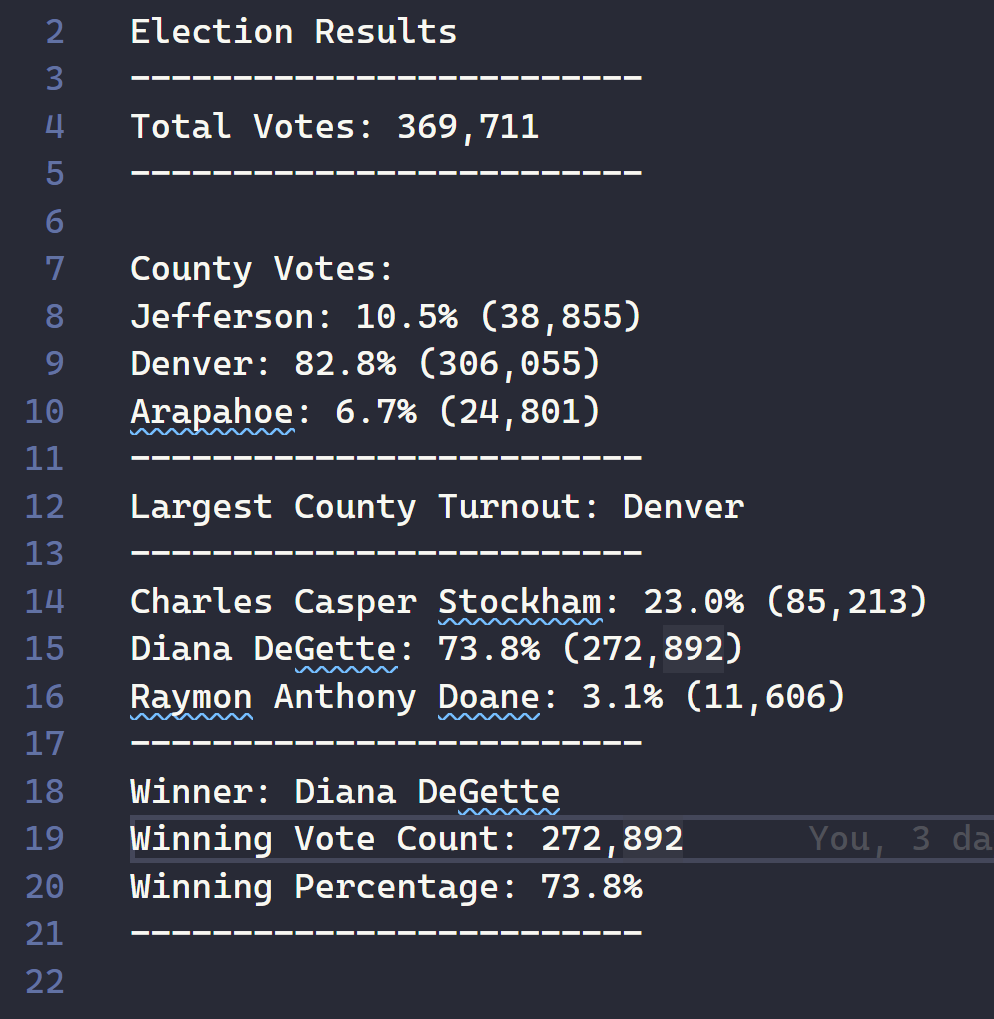 2 Election Results
3 -------------------------
4 Total Votes: 369,711
5 -------------------------
6
7 County Votes:
8 Jefferson: 10.5% (38,855)
9 Denver: 82.8% (306,055)
10 Arapahoe: 6.7% (24,801)
11 -------------------------
12 Largest County Turnout: Denver
13 -------------------------
14 Charles Casper Stockham: 23.0% (85,213)
15 Diana DeGette: 73.8% (272,892)
16 Raymon Anthony Doane: 3.1% (11,606)
17 -------------------------
18 Winner: Diana DeGette
19 Winning Vote Count: 272,892 You, 3 da
20 Winning Percentage: 73.8%
21 -------------------------
22